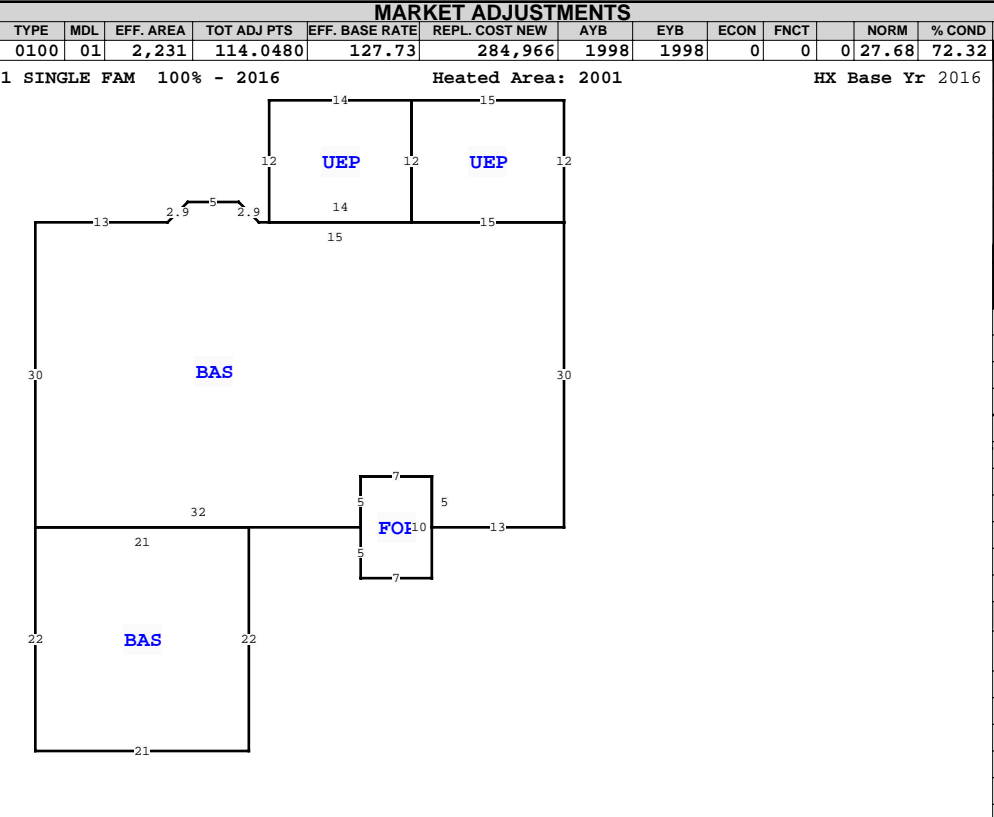 MARKET ADJUSTMENTS
TYPE MDL EFF. AREA TOT ADJ PTS EFF. BASE RATE REPL. COST NEW AYB EYB ECON FNCT NORM % COND
0100 01 2,231 114.0480 127.73 284,966 1998 1998 0 0 0 27.68 72.32
1 SINGLE FAM 100% - 2016 Heated Area: 2001 HX Base Yr 2016
14 15
12 UEP 12 UEP 12
5
2.9 2.9 14
13 15
15
30 BAS 30
7
5 5
32
FOP 10 13
21
5
7
22 BAS 22
21